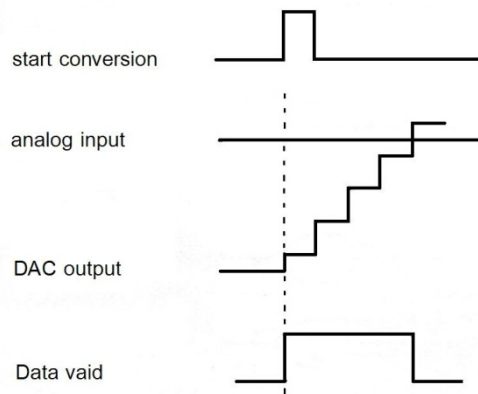 start conversion
analog input
DAC output
Data vaid